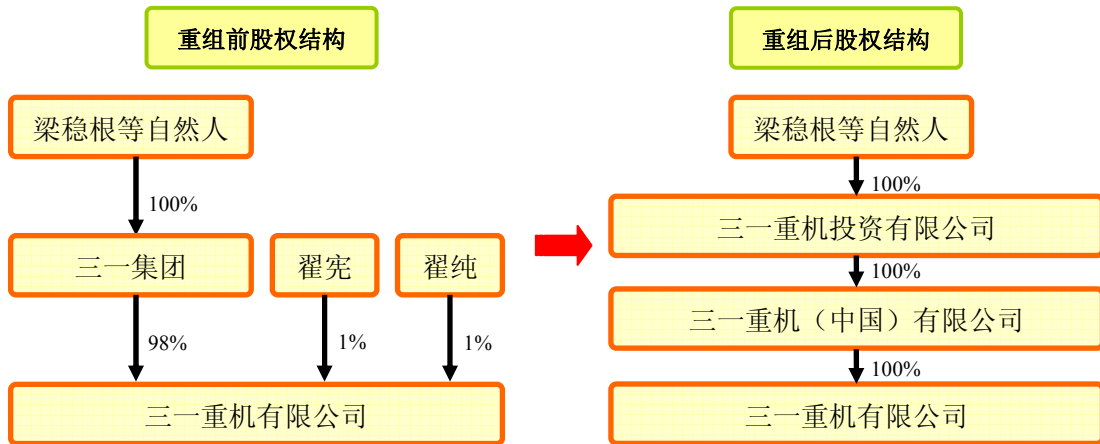 重组前股权结构
梁稳根等自然人
100%
三一集团
翟宪
翟纯
98%
1%
1%
三一重机有限公司
重组后股权结构
梁稳根等自然人
100%
三一重机投资有限公司
100%
三一重机（中国）有限公司
100%
三一重机有限公司